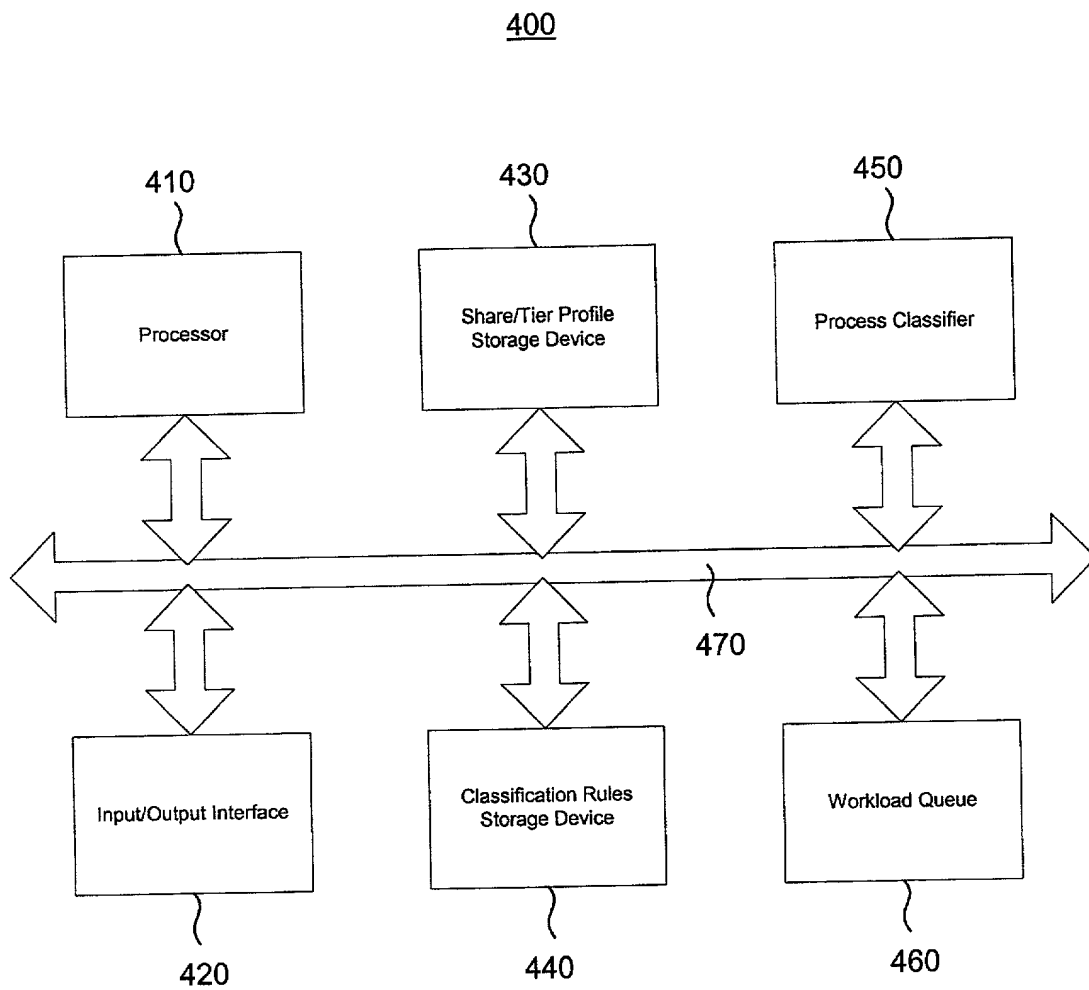 400
410
430
450
Processor
Share/Tier Profile
Storage Device
Process Classifier
470
Input/Output Interface
Classification Rules
Storage Device
Workload Queue
420
440
460